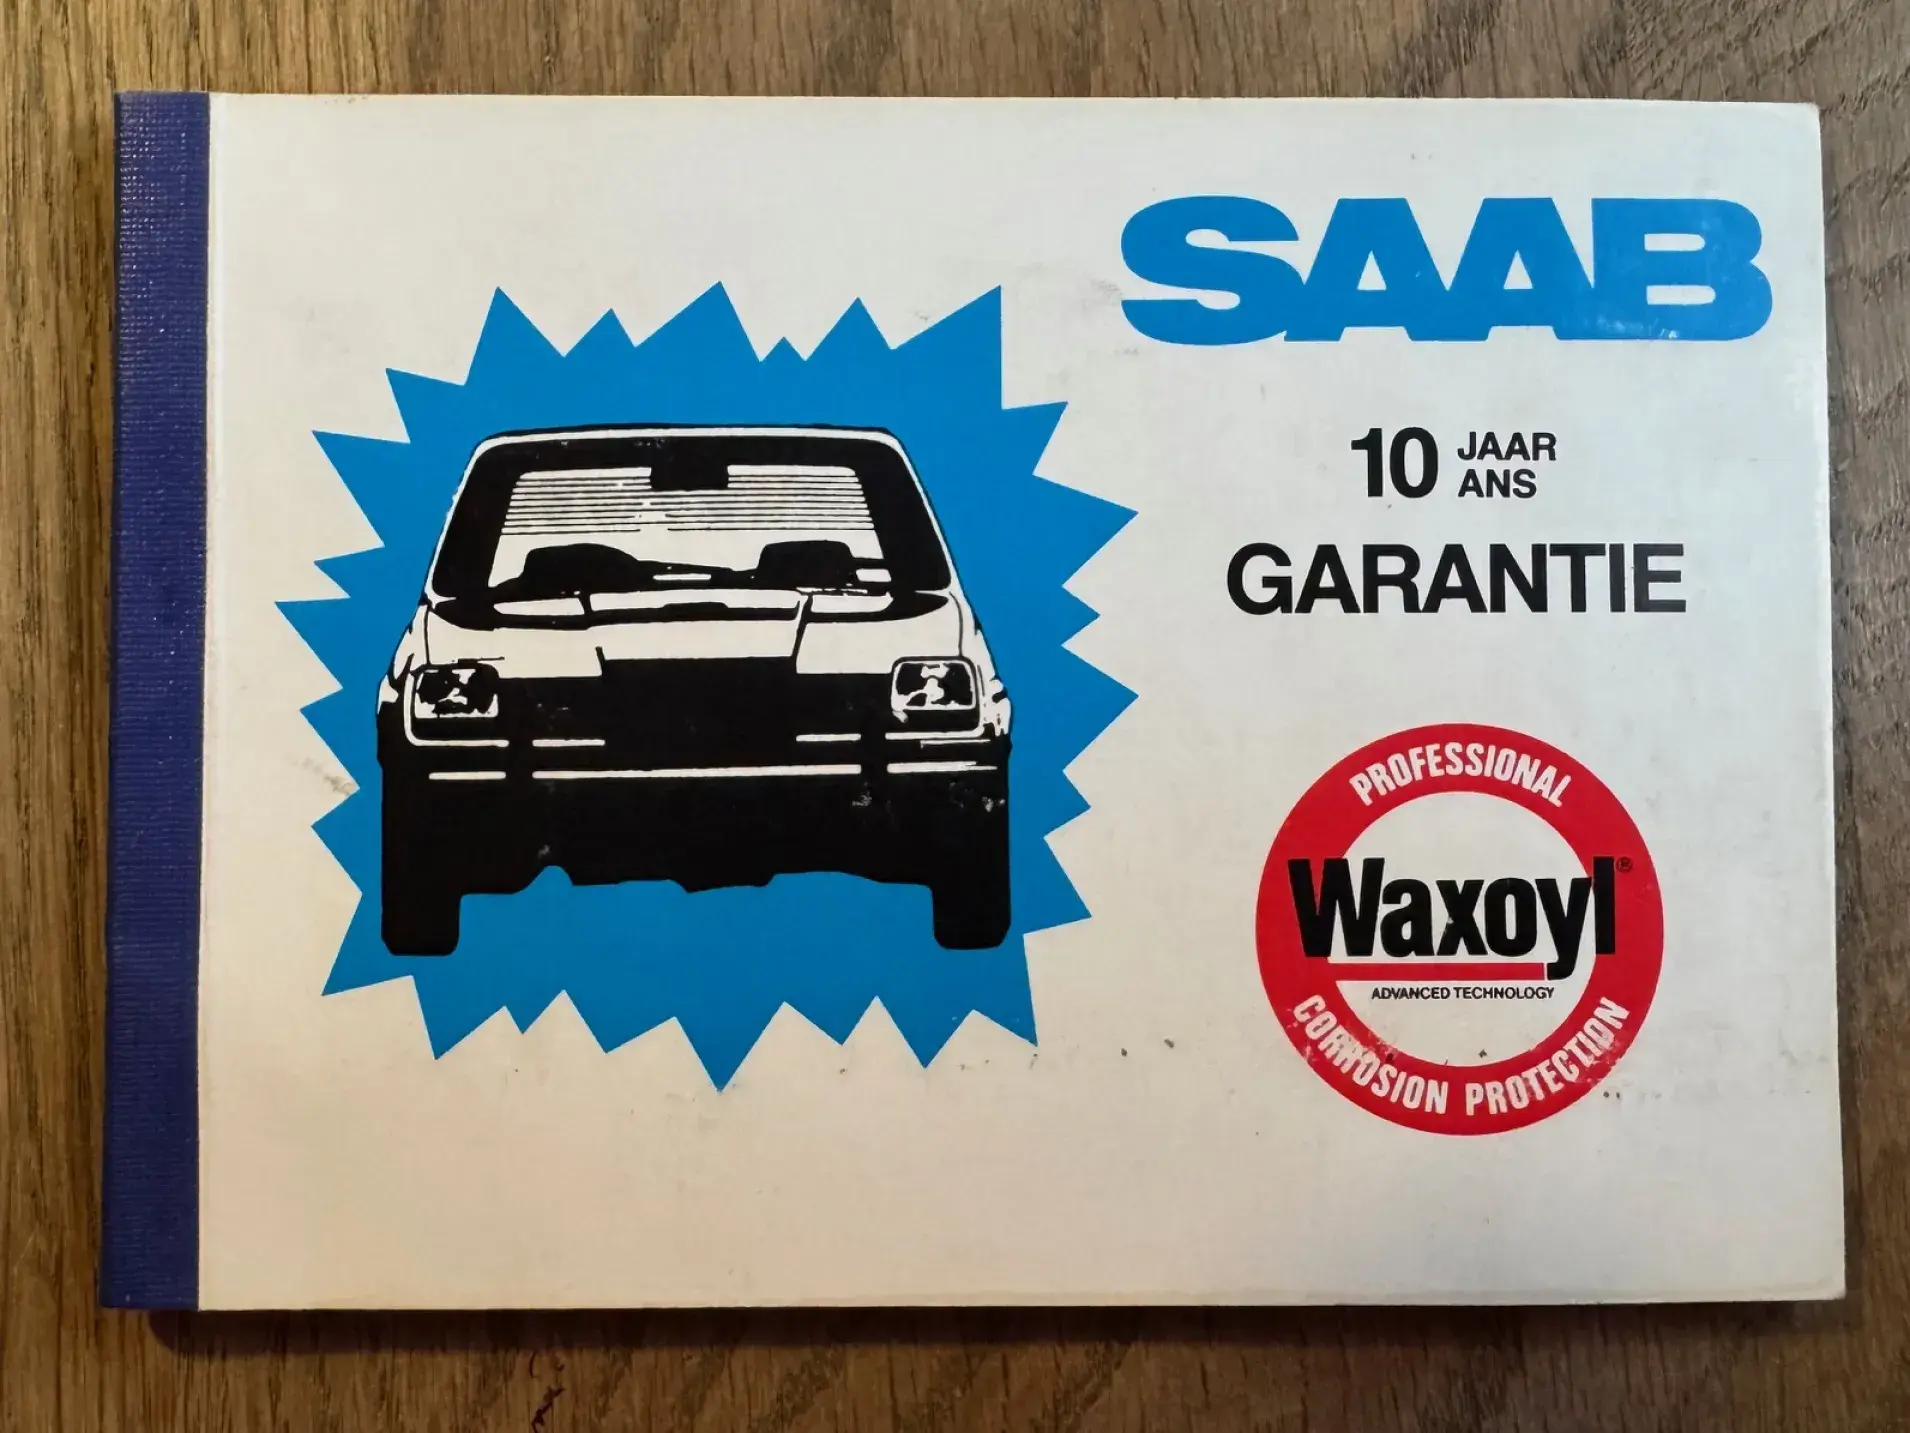 SAAB
10 JAAR
ANS
GARANTIE
PROFESSIONAL
Waxoyl®
ADVANCED TECHNOLOGY
CORROSION PROTECTION